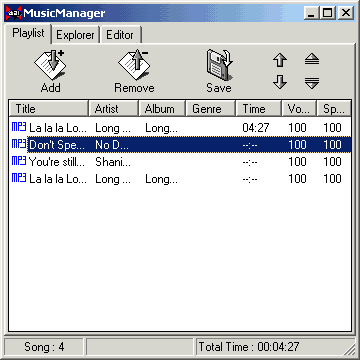 MusicManager
Playlist Explorer Editor
Add Remove Save
Title Artist Album Genre Time Vo... Sp...
MP3 La la la Lo... Long ... Long... 04:27 100 100
MP3 Don't Spe... No D... --:-- 100 100
MP3 You're still... Shani... --:-- 100 100
MP3 La la la Lo... Long ... Long... --:-- 100 100
Song : 4 Total Time : 00:04:27